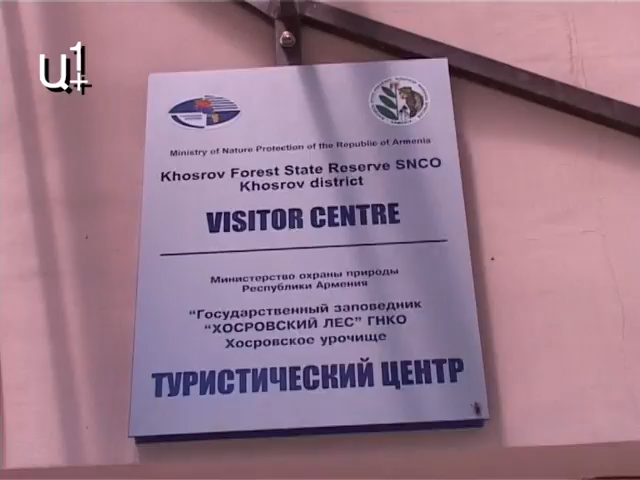 Ա1+
Ministry of Nature Protection of the Republic of Armenia
Khosrov Forest State Reserve SNCO
Khosrov district
VISITOR CENTRE
Министерство охраны природы
Республики Армения
"Государственный заповедник
"ХОСРОВСКИЙ ЛЕС" ГНКО
Хосровское урочище
ТУРИСТИЧЕСКИЙ ЦЕНТР